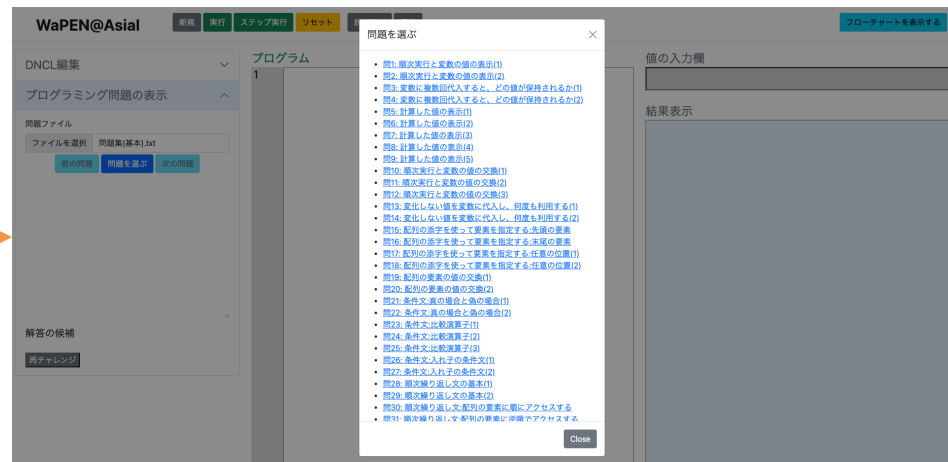 WaPEN@Asial
新規 実行 ステップ実行 リセット
フローチャートを表示する
DNCL編集
プログラミング問題の表示
問題ファイル
ファイルを選択 問題集(基本).txt
前の問題 問題を選ぶ 次の問題
解答の候補
再チャレンジ
プログラム
1
問題を選ぶ
問1: 順次実行と変数の値の表示(1)
問2: 順次実行と変数の値の表示(2)
問3: 変数に複数回代入すると、どの値が保持されるか(1)
問4: 変数に複数回代入すると、どの値が保持されるか(2)
問5: 計算した値の表示(1)
問6: 計算した値の表示(2)
問7: 計算した値の表示(3)
問8: 計算した値の表示(4)
問9: 計算した値の表示(5)
問10: 順次実行と変数の値の交換(1)
問11: 順次実行と変数の値の交換(2)
問12: 順次実行と変数の値の交換(3)
問13: 変化しない値を変数に代入し、何度も利用する(1)
問14: 変化しない値を変数に代入し、何度も利用する(2)
問15: 配列の添字を使って要素を指定する:先頭の要素
問16: 配列の添字を使って要素を指定する:末尾の要素
問17: 配列の添字を使って要素を指定する:任意の位置(1)
問18: 配列の添字を使って要素を指定する:任意の位置(2)
問19: 配列の要素の値の交換(1)
問20: 配列の要素の値の交換(2)
問21: 条件文:真の場合と偽の場合(1)
問22: 条件文:真の場合と偽の場合(2)
問23: 条件文:比較演算子(1)
問24: 条件文:比較演算子(2)
問25: 条件文:比較演算子(3)
問26: 条件文:入れ子の条件文(1)
問27: 条件文:入れ子の条件文(2)
問28: 順次繰り返し文の基本(1)
問29: 順次繰り返し文の基本(2)
問30: 順次繰り返し文:配列の要素に順にアクセスする
問31: 順次繰り返し文:配列の要素に逆順でアクセスする
Close
値の入力欄
結果表示